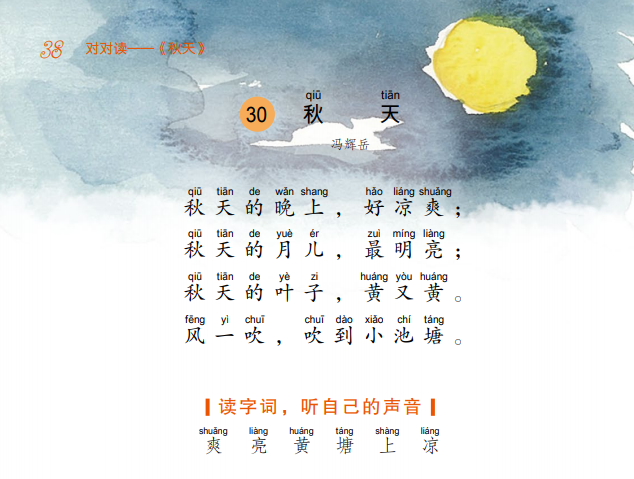 38 对对读——《秋天》
qiū tiān
30 秋 天
冯辉岳
qiū tiān de wǎn shang hǎo liáng shuǎng
秋天的晚上，好凉爽；
qiū tiān de yuè ér zuì míng liàng
秋天的月儿，最明亮；
qiū tiān de yè zi huáng yòu huáng
秋天的叶子，黄又黄。
fēng yì chuī chuī dào xiǎo chí táng
风一吹，吹到小池塘。
读字词，听自己的声音
shuǎng liàng huáng táng shàng liáng
爽 亮 黄 塘 上 凉